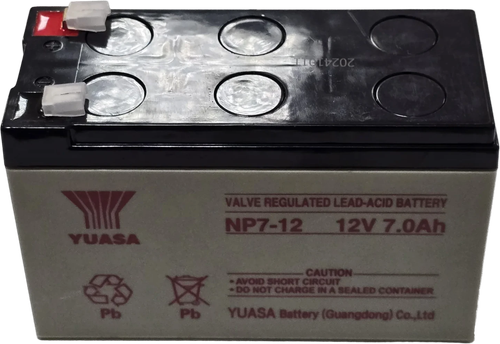 YUASA
VALVE REGULATED LEAD-ACID BATTERY
NP7-12 12V 7.0Ah
CAUTION
• AVOID SHORT CIRCUIT
• DO NOT CHARGE IN A SEALED CONTAINER
Pb
Pb
YUASA Battery (Guangdong) Co.,Ltd